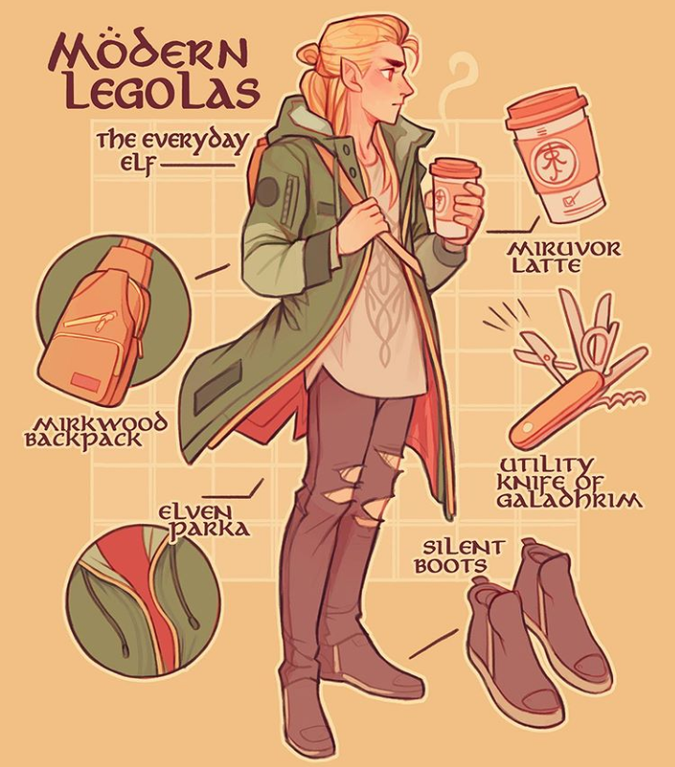 Mödern
Legolas
The everyday
elf
Miruvor
latte
Mirkwood
backpack
Utility
knife of
Galadhrim
Elven
parka
Silent
boots